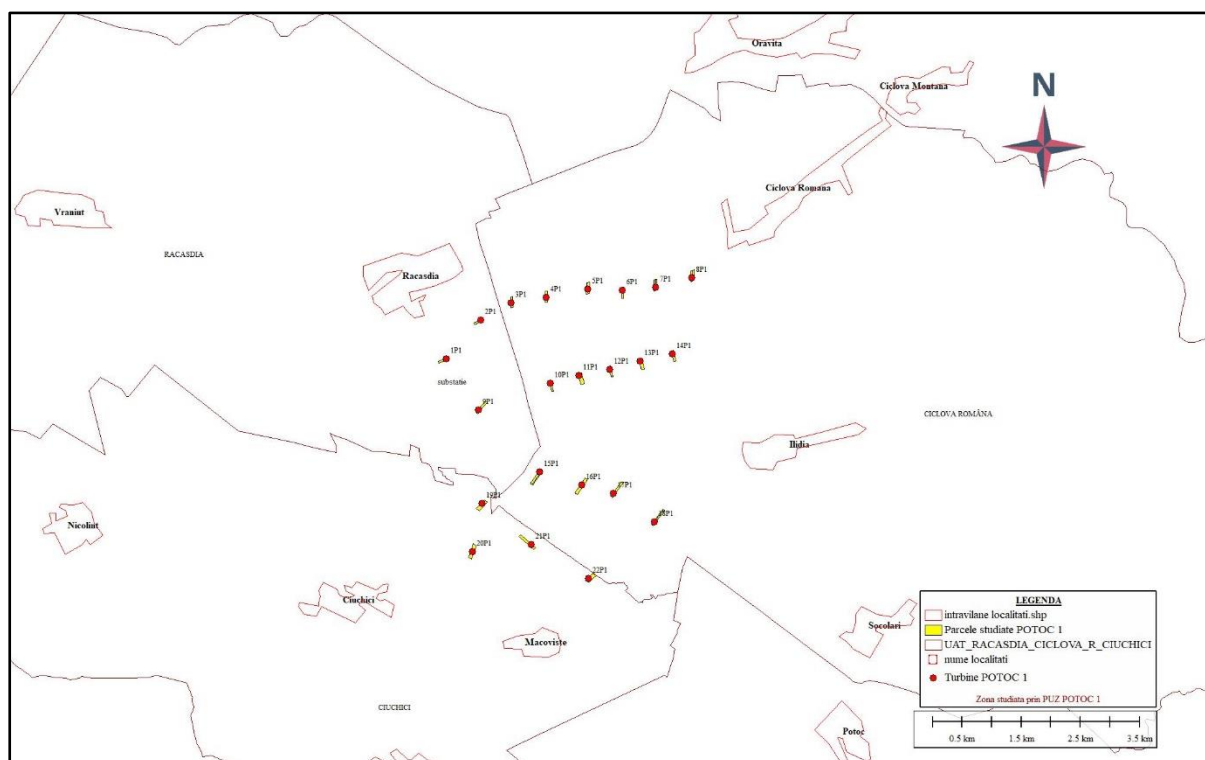 Oravita
Ciclova Montana
N
Ciclova Romana
Vraniut
RACASDIA
Racasdia
8P1
7P1
6P1
5P1
4P1
3P1
2P1
1P1
14P1
13P1
12P1
11P1
10P1
substatie
9P1
CICLOVA ROMÂNA
Ilidia
15P1
16P1
17P1
18P1
19P1
Nicolint
21P1
20P1
22P1
Ciuchici
Macoviste
Socolari
CIUCHICI
Potoc
LEGENDA
intravilane localitati.shp
Parcele studiate POTOC 1
UAT_RACASDIA_CICLOVA_R_CIUCHICI
nume localitati
Turbine POTOC 1
Zona studiata prin PUZ POTOC 1
0.5 km 1.5 km 2.5 km 3.5 km